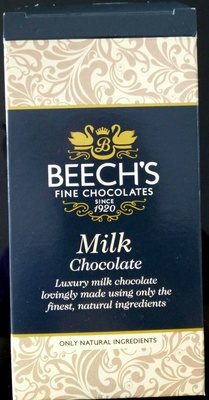 B
BEECH'S
FINE CHOCOLATES
SINCE
1920
Milk
Chocolate
Luxury milk chocolate
lovingly made using only the
finest, natural ingredients
ONLY NATURAL INGREDIENTS